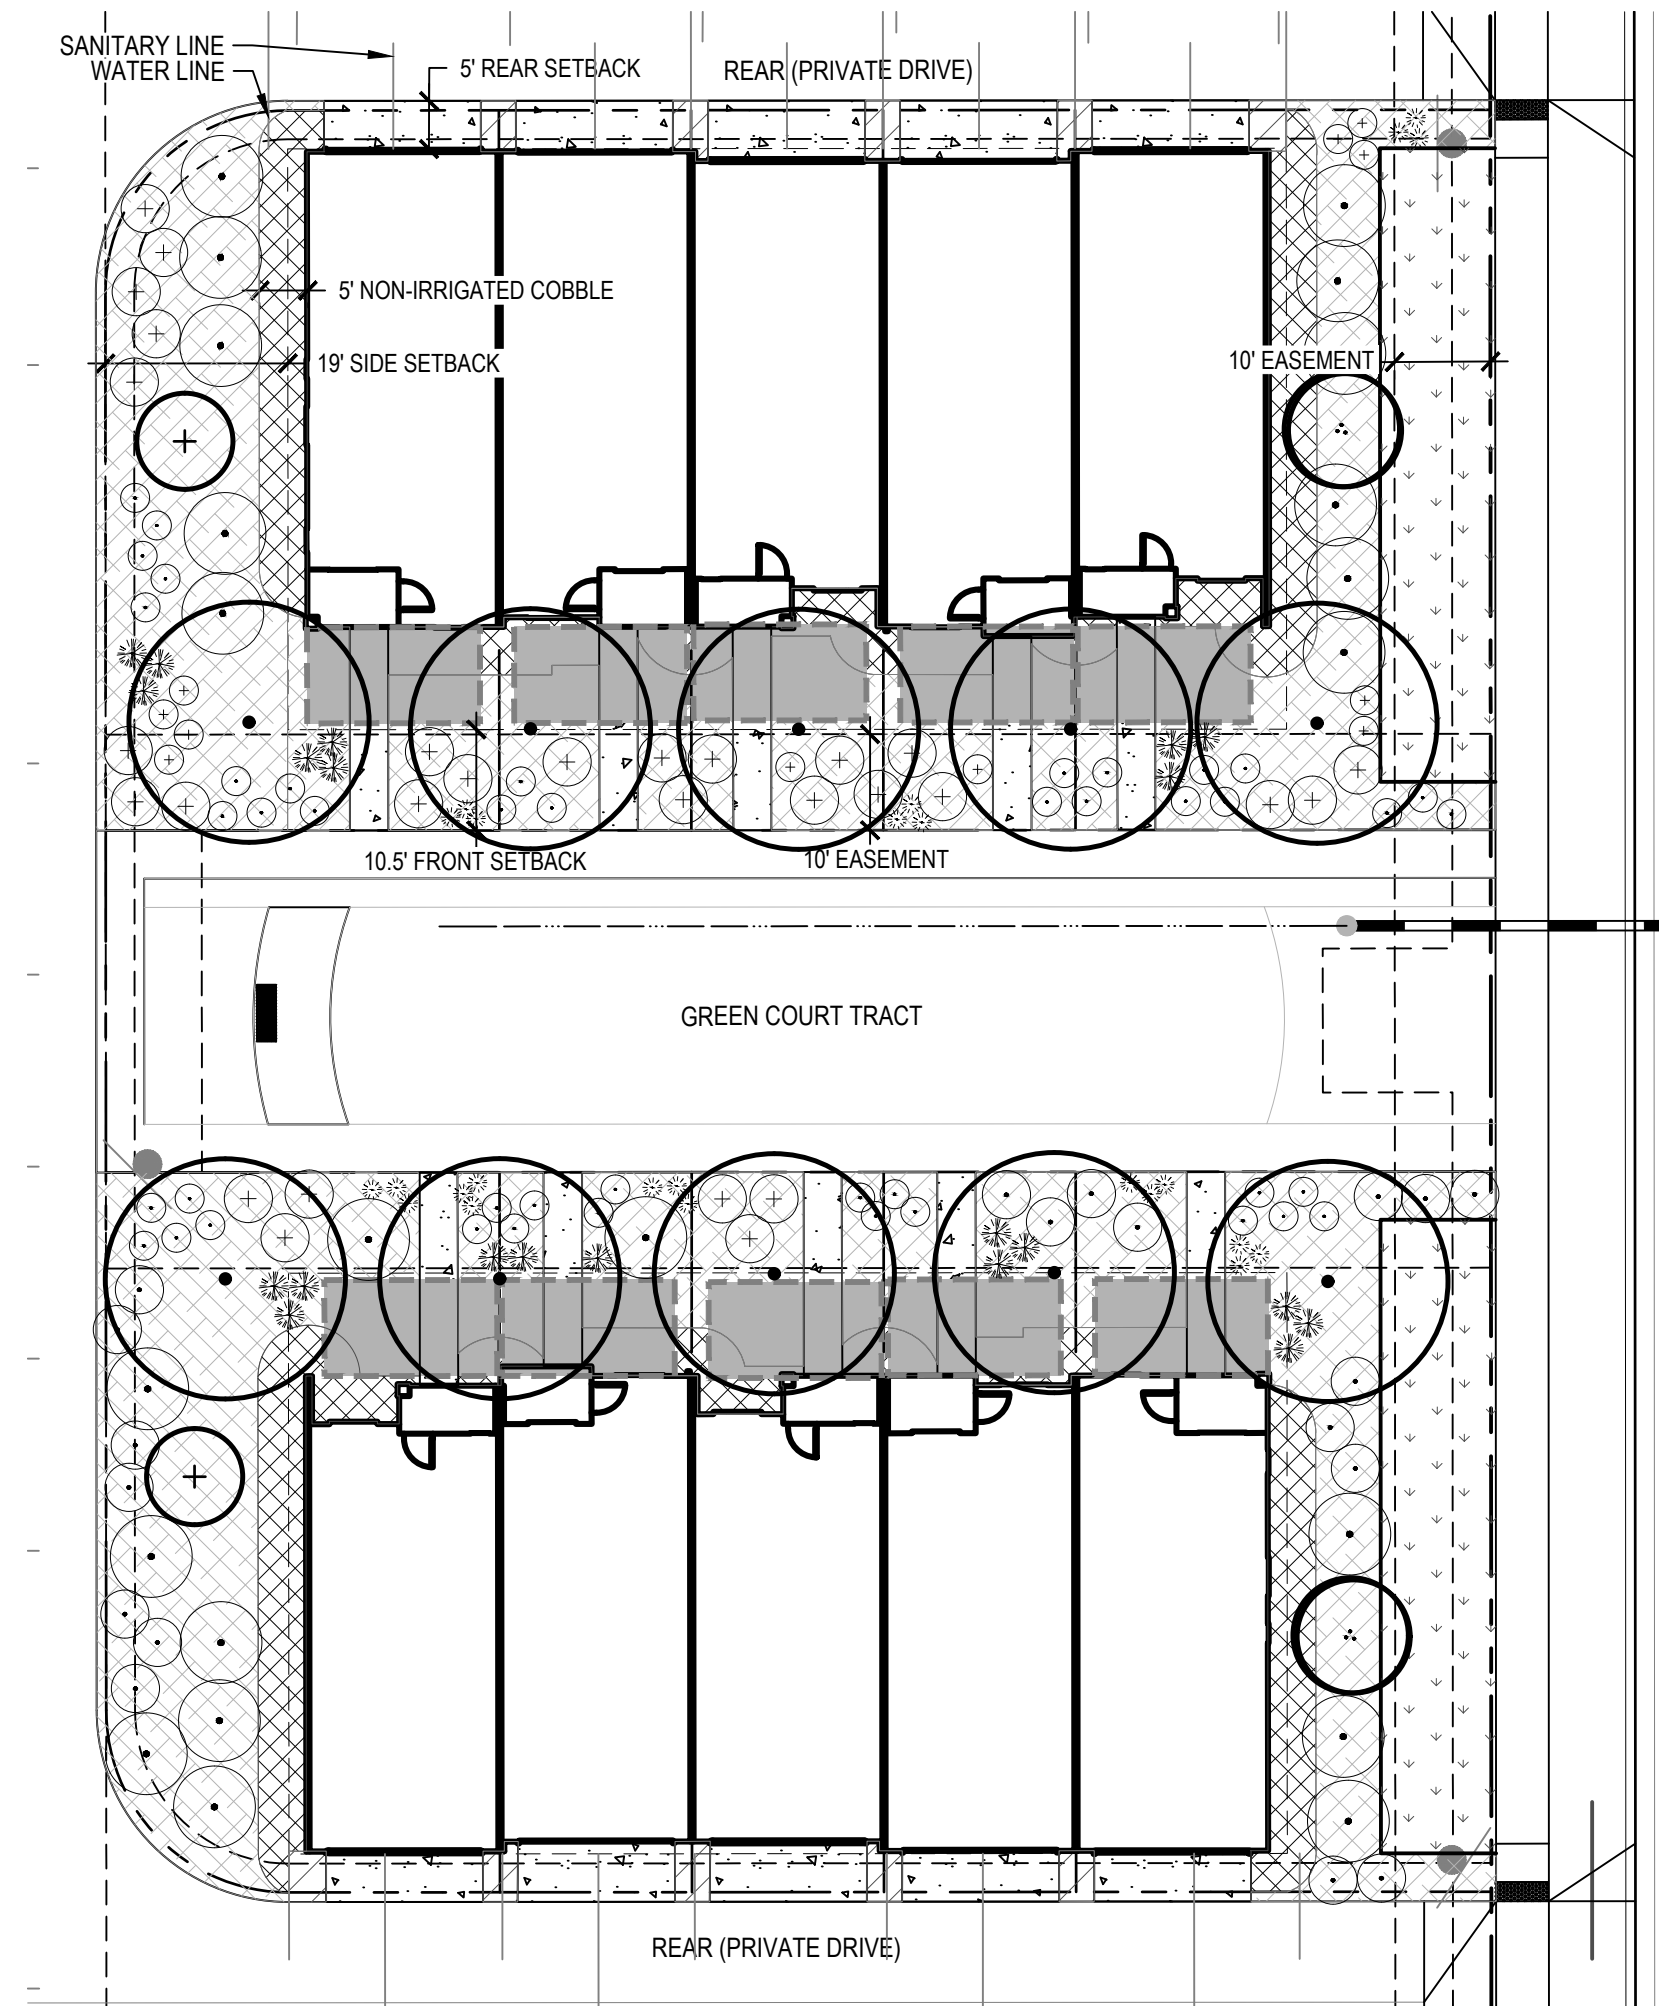 SANITARY LINE
WATER LINE
5' REAR SETBACK
REAR (PRIVATE DRIVE)
5' NON-IRRIGATED COBBLE
19' SIDE SETBACK
10' EASEMENT
10.5' FRONT SETBACK
10' EASEMENT
GREEN COURT TRACT
REAR (PRIVATE DRIVE)